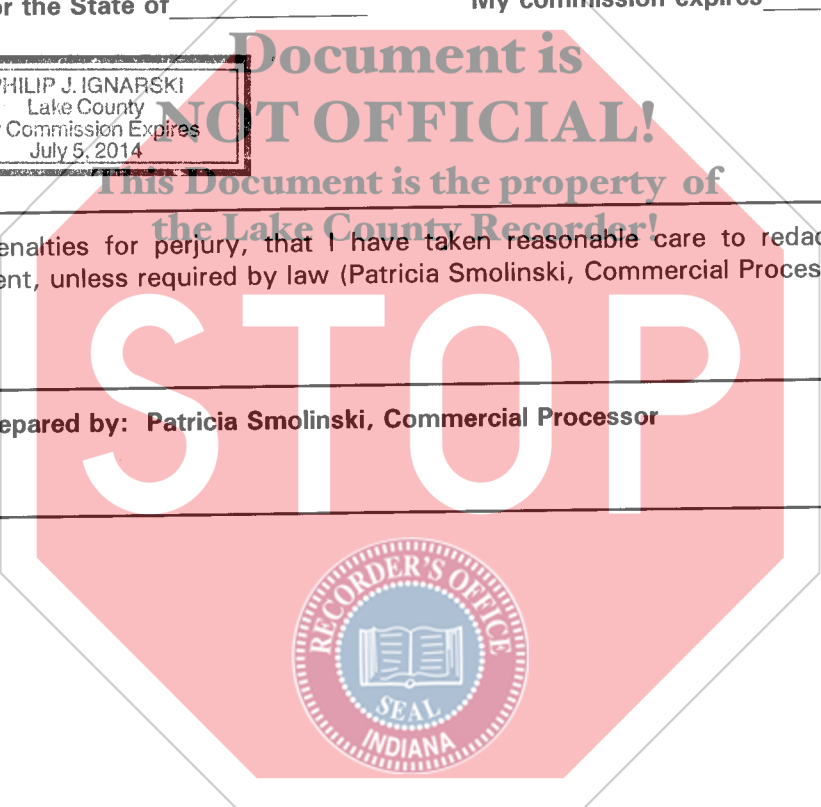 or the State of
My commission expires
Document is
PHILIP J. IGNARSKI
Lake County
Commission Expires
July 5, 2014
NOT OFFICIAL!
This Document is the property of
the Lake County Recorder!
enalties for perjury, that I have taken reasonable care to redac
ent, unless required by law (Patricia Smolinski, Commercial Proces
STOP
epared by: Patricia Smolinski, Commercial Processor
RECORDER'S OFFICE
SEAL
INDIANA